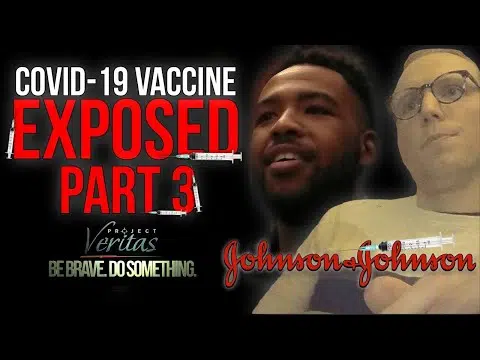 COVID-19 VACCINE
EXPOSED
PART 3
PROJECT
Veritas
BE BRAVE. DO SOMETHING.
Johnson+Johnson